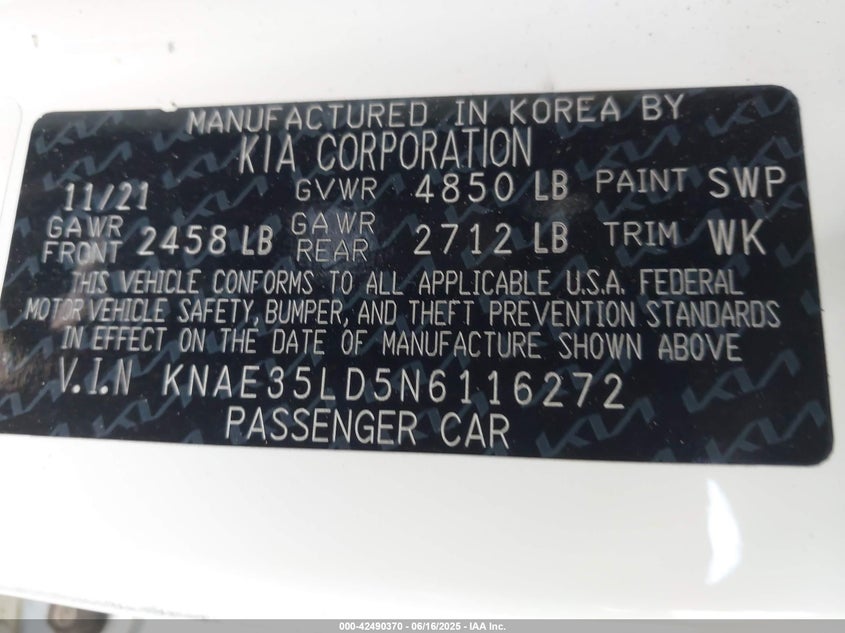 MANUFACTURED IN KOREA BY
KIA CORPORATION
11/21 GVWR 4850 LB PAINT SWP
GAWR FRONT 2458 LB GAWR REAR 2712 LB TRIM WK
THIS VEHICLE CONFORMS TO ALL APPLICABLE U.S.A. FEDERAL
MOTOR VEHICLE SAFETY, BUMPER, AND THEFT PREVENTION STANDARDS
IN EFFECT ON THE DATE OF MANUFACTURE SHOWN ABOVE
V.I.N KNAE35LD5N6116272
PASSENGER CAR
000-42490370 - 06/16/2025 - IAA Inc.